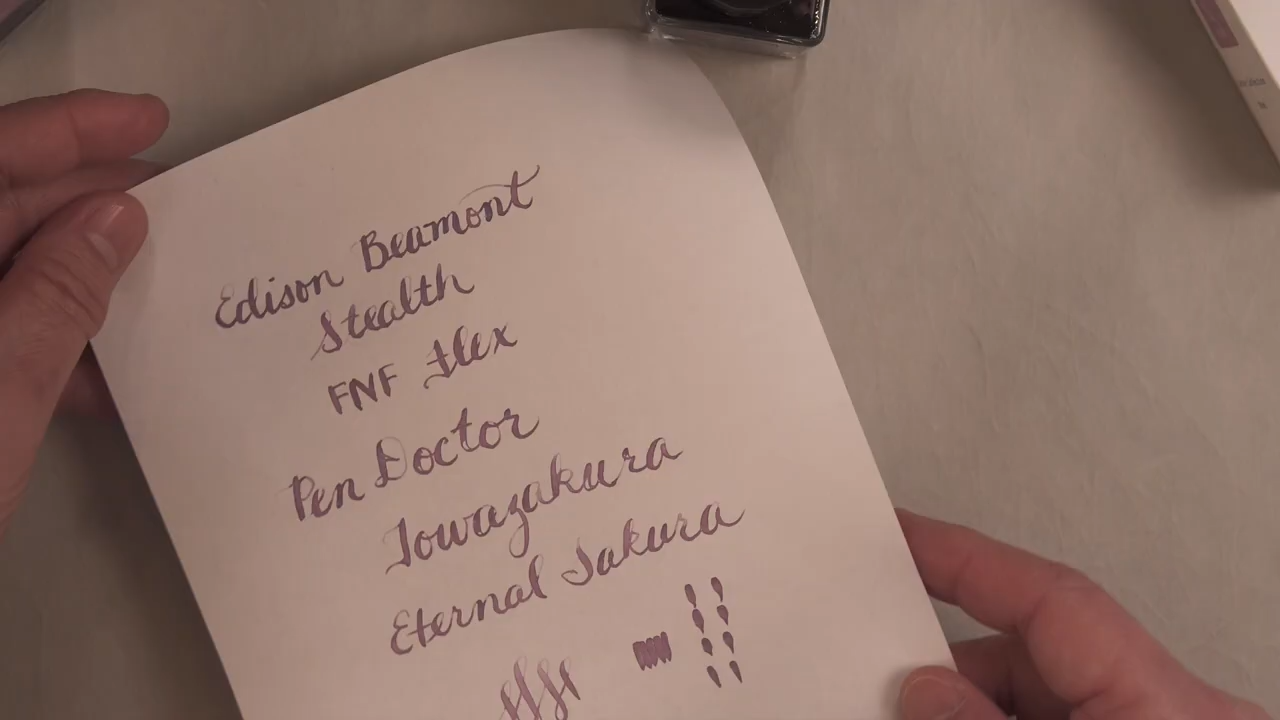 Edison Beamont
Stealth
FNF Flex
Pen Doctor
Iowazakura
Eternal Sakura